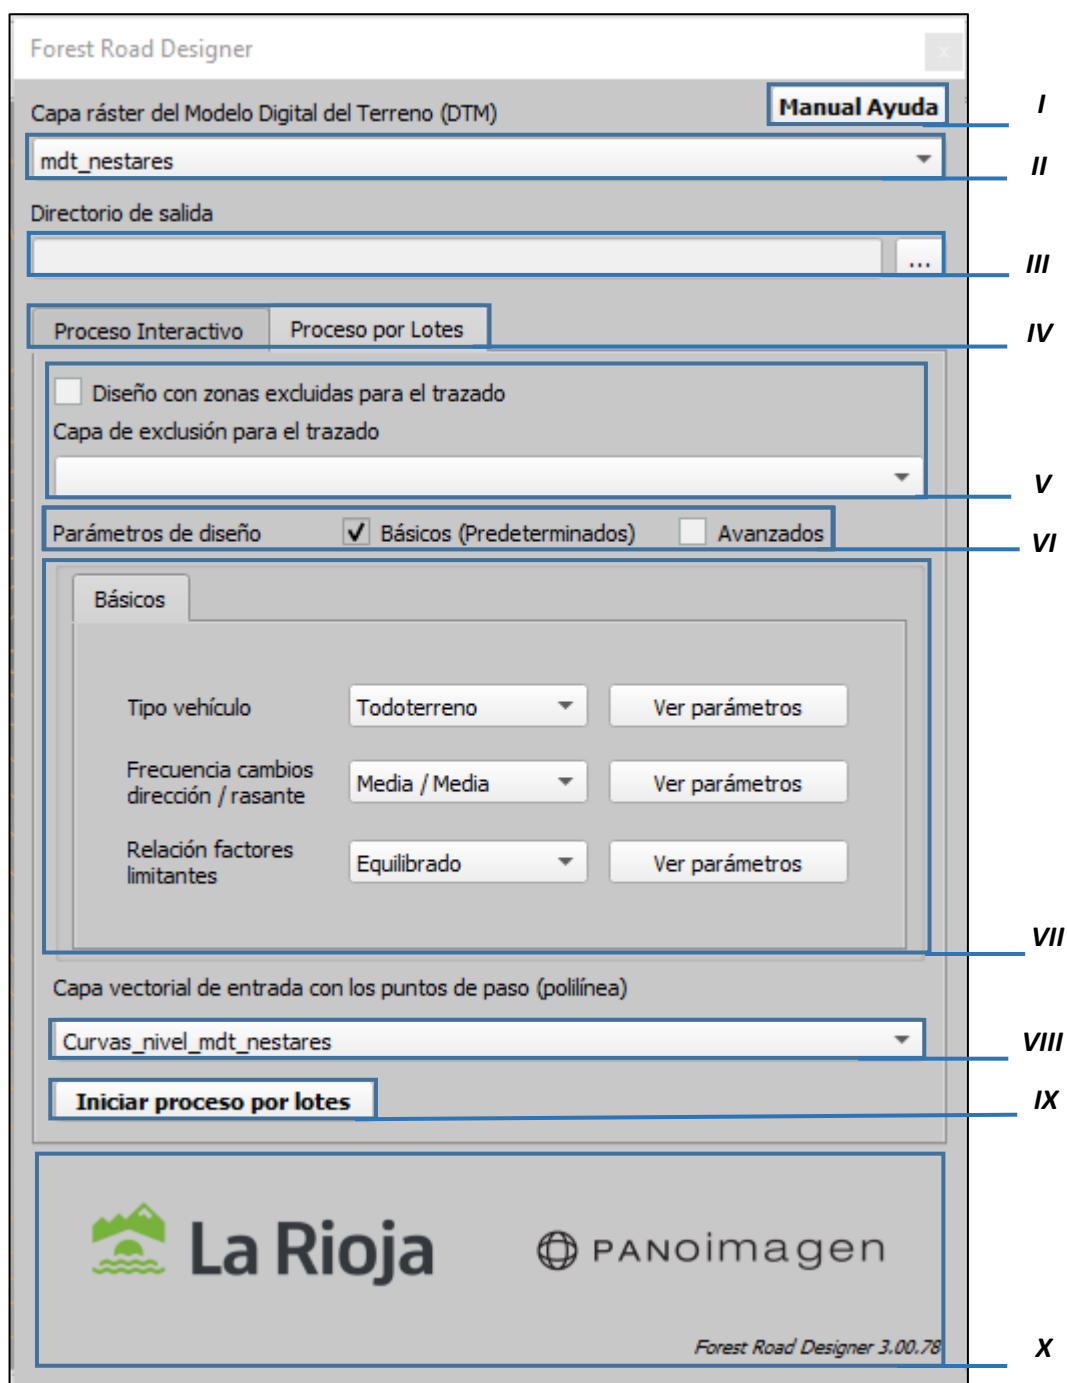 Forest Road Designer
x
Capa ráster del Modelo Digital del Terreno (DTM)
Manual Ayuda
I
mdt_nestares
II
Directorio de salida
...
III
Proceso Interactivo
Proceso por Lotes
IV
Diseño con zonas excluidas para el trazado
Capa de exclusión para el trazado
V
Parámetros de diseño
Básicos (Predeterminados)
Avanzados
VI
Básicos
Tipo vehículo
Todoterreno
Ver parámetros
Frecuencia cambios
dirección / rasante
Media / Media
Ver parámetros
Relación factores
limitantes
Equilibrado
Ver parámetros
VII
Capa vectorial de entrada con los puntos de paso (polilínea)
Curvas_nivel_mdt_nestares
VIII
Iniciar proceso por lotes
IX
La Rioja
PANoimagen
Forest Road Designer 3.00.78
X